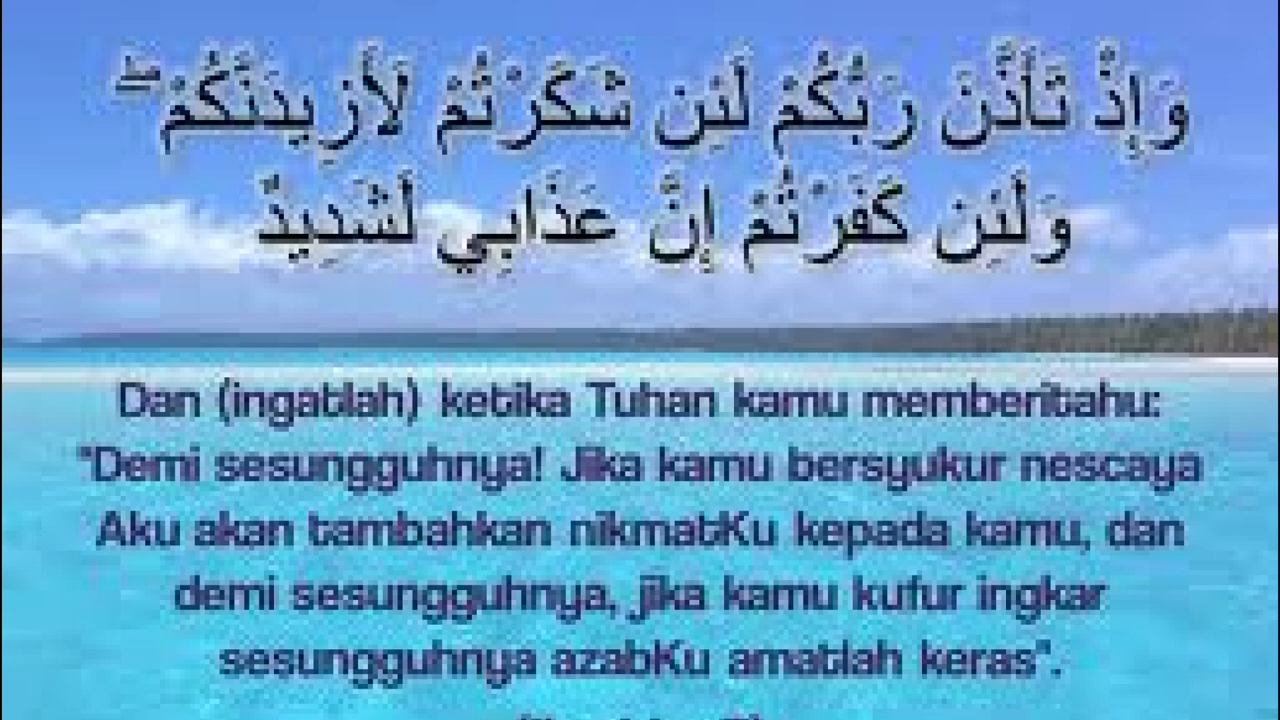 وَإِذْ تَأَذَّنَ رَبُّكُمْ لَئِن شَكَرْتُمْ لَأَزِيدَنَّكُمْ ۖ
وَلَئِن كَفَرْتُمْ إِنَّ عَذَابِي لَشَدِيدٌ
Dan (ingatlah) ketika Tuhan kamu memberitahu:
"Demi sesungguhnya! Jika kamu bersyukur nescaya
Aku akan tambahkan nikmatKu kepada kamu, dan
demi sesungguhnya, jika kamu kufur ingkar
sesungguhnya azabKu amatlah keras".